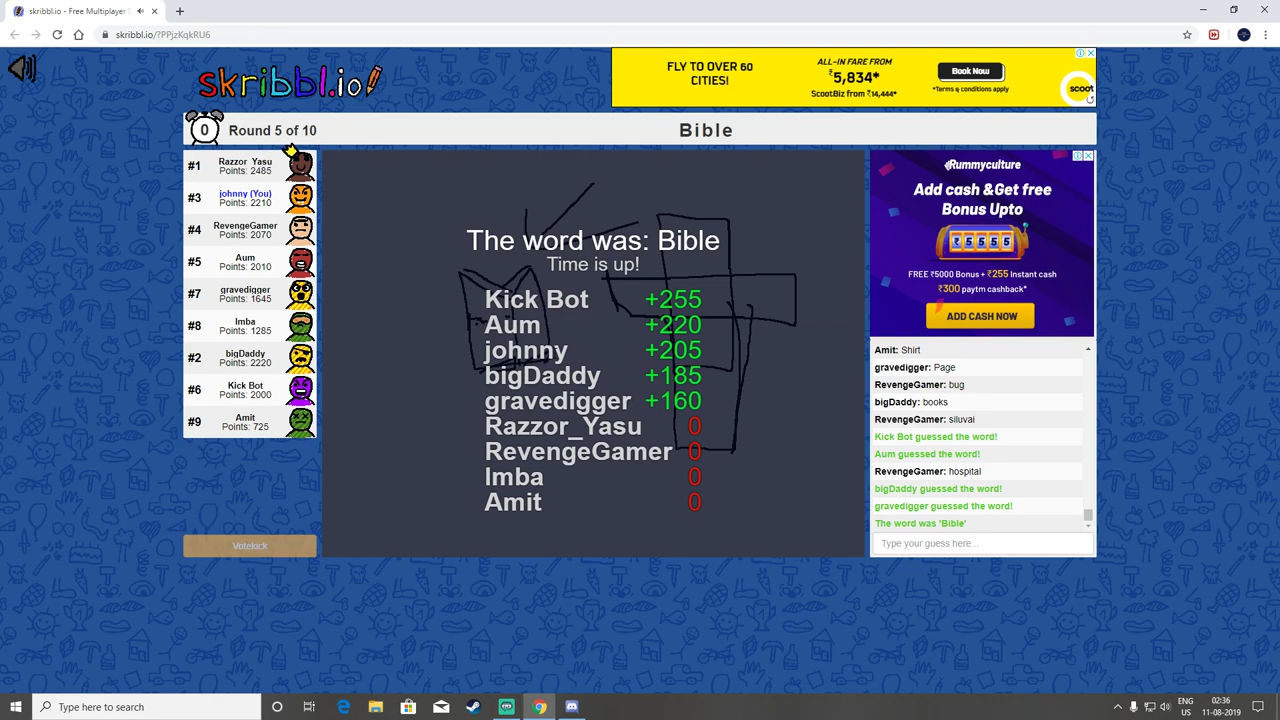 skribbl.io - Free Multiplayer
skribbl.io/?PPjzKqkRU6
skribbl.io
FLY TO OVER 60
CITIES!
ALL-IN FARE FROM
₹5,834*
ScootBiz from ₹14,444*
Book Now
*Terms & conditions apply
scoot
0
Round 5 of 10
Bible
#1
Razzor_Yasu
Points: 2485
#3
johnny (You)
Points: 2210
#4
RevengeGamer
Points: 2070
#5
Aum
Points: 2010
#7
gravedigger
Points: 1645
#8
Imba
Points: 1285
#2
bigDaddy
Points: 2220
#6
Kick Bot
Points: 2000
#9
Amit
Points: 725
Votekick
The word was: Bible
Time is up!
Kick Bot +255
Aum +220
johnny +205
bigDaddy +185
gravedigger +160
Razzor_Yasu 0
RevengeGamer 0
Imba 0
Amit 0
Rummyculture
Add cash &Get free
Bonus Upto
₹ 5 5 5 5
FREE ₹5000 Bonus + ₹255 Instant cash
₹300 paytm cashback*
ADD CASH NOW
Amit: Shirt
gravedigger: Page
RevengeGamer: bug
bigDaddy: books
RevengeGamer: siluvai
Kick Bot guessed the word!
Aum guessed the word!
RevengeGamer: hospital
bigDaddy guessed the word!
gravedigger guessed the word!
The word was 'Bible'
Type your guess here...
Type here to search
ENG
US
02:36
11-08-2019